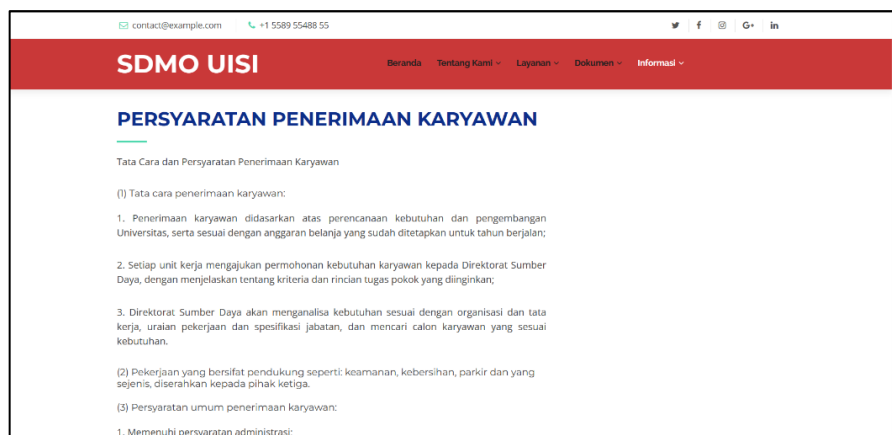 contact@example.com +1 5589 55488 55
SDMO UISI
Beranda Tentang Kami Layanan Dokumen Informasi
PERSYARATAN PENERIMAAN KARYAWAN
Tata Cara dan Persyaratan Penerimaan Karyawan
(1) Tata cara penerimaan karyawan:
1. Penerimaan karyawan didasarkan atas perencanaan kebutuhan dan pengembangan
Universitas, serta sesuai dengan anggaran belanja yang sudah ditetapkan untuk tahun berjalan;
2. Setiap unit kerja mengajukan permohonan kebutuhan karyawan kepada Direktorat Sumber
Daya, dengan menjelaskan tentang kriteria dan rincian tugas pokok yang diinginkan;
3. Direktorat Sumber Daya akan menganalisa kebutuhan sesuai dengan organisasi dan tata
kerja, uraian pekerjaan dan spesifikasi jabatan, dan mencari calon karyawan yang sesuai
kebutuhan.
(2) Pekerjaan yang bersifat pendukung seperti: keamanan, kebersihan, parkir dan yang
sejenis, diserahkan kepada pihak ketiga.
(3) Persyaratan umum penerimaan karyawan:
1. Memenuhi persyaratan administrasi: